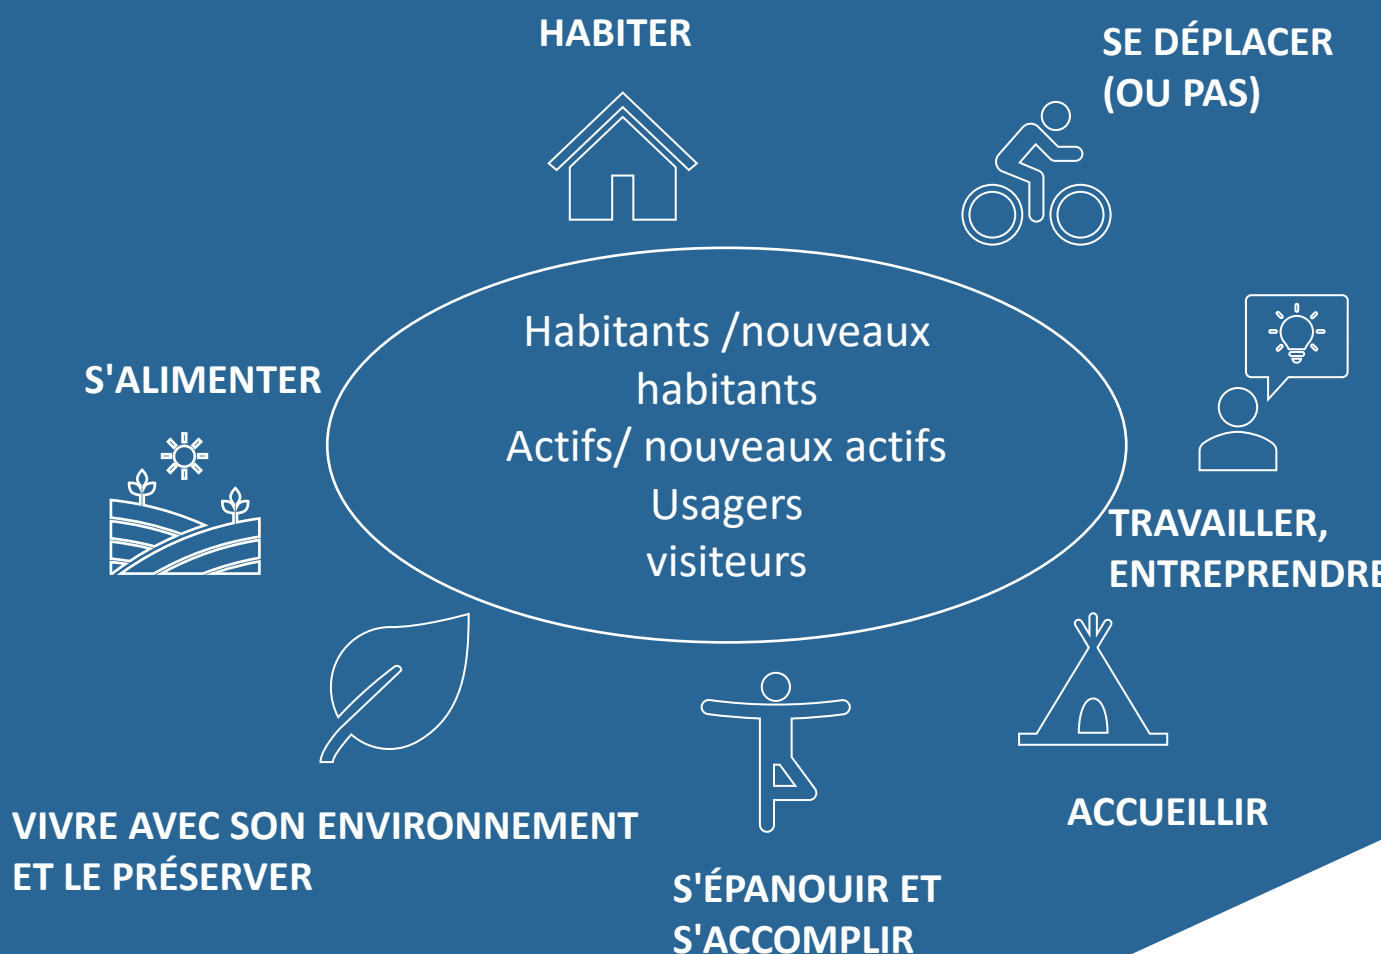 HABITER
SE DÉPLACER
(OU PAS)
Habitants /nouveaux
habitants
Actifs/ nouveaux actifs
Usagers
visiteurs
S'ALIMENTER
TRAVAILLER,
ENTREPRENDRE
ACCUEILLIR
VIVRE AVEC SON ENVIRONNEMENT
ET LE PRÉSERVER
S'ÉPANOUIR ET
S'ACCOMPLIR